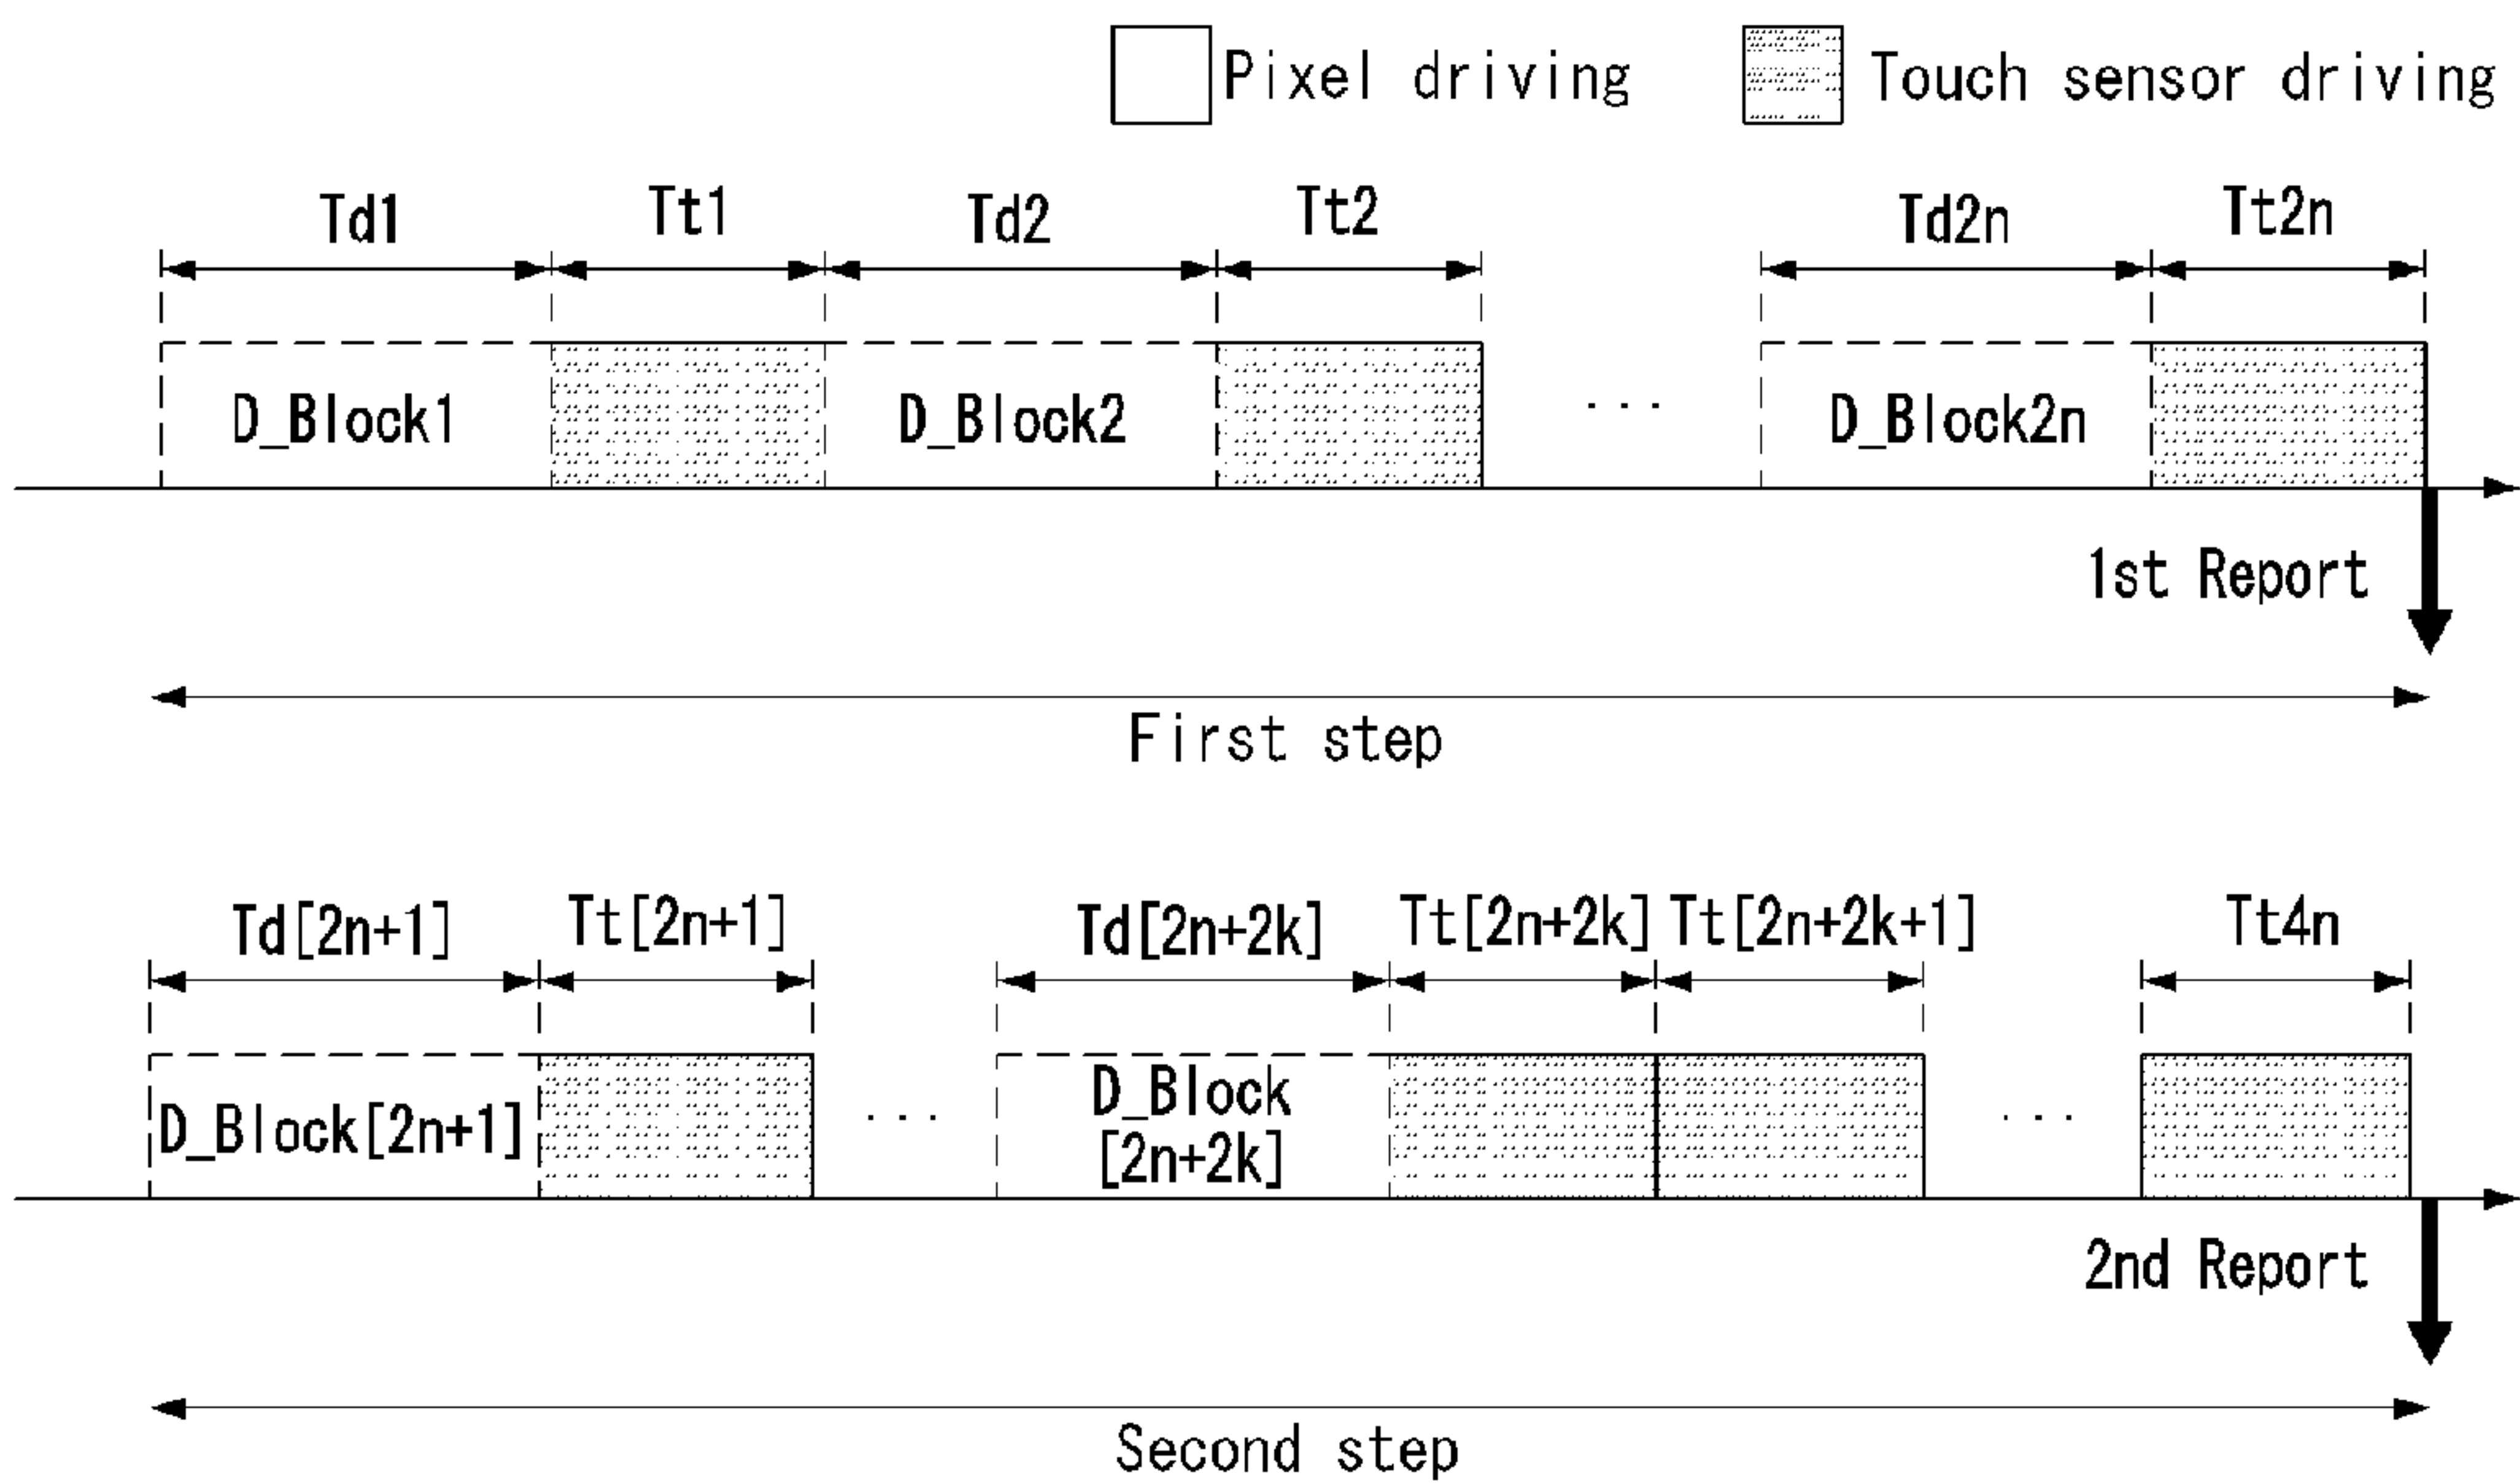 Pixel driving Touch sensor driving
Td1 Tt1 Td2 Tt2 Td2n Tt2n
D_Block1 D_Block2 ... D_Block2n
1st Report
First step
Td[2n+1] Tt[2n+1] Td[2n+2k] Tt[2n+2k] Tt[2n+2k+1] Tt4n
D_Block[2n+1] ... D_Block ...
[2n+2k]
2nd Report
Second step